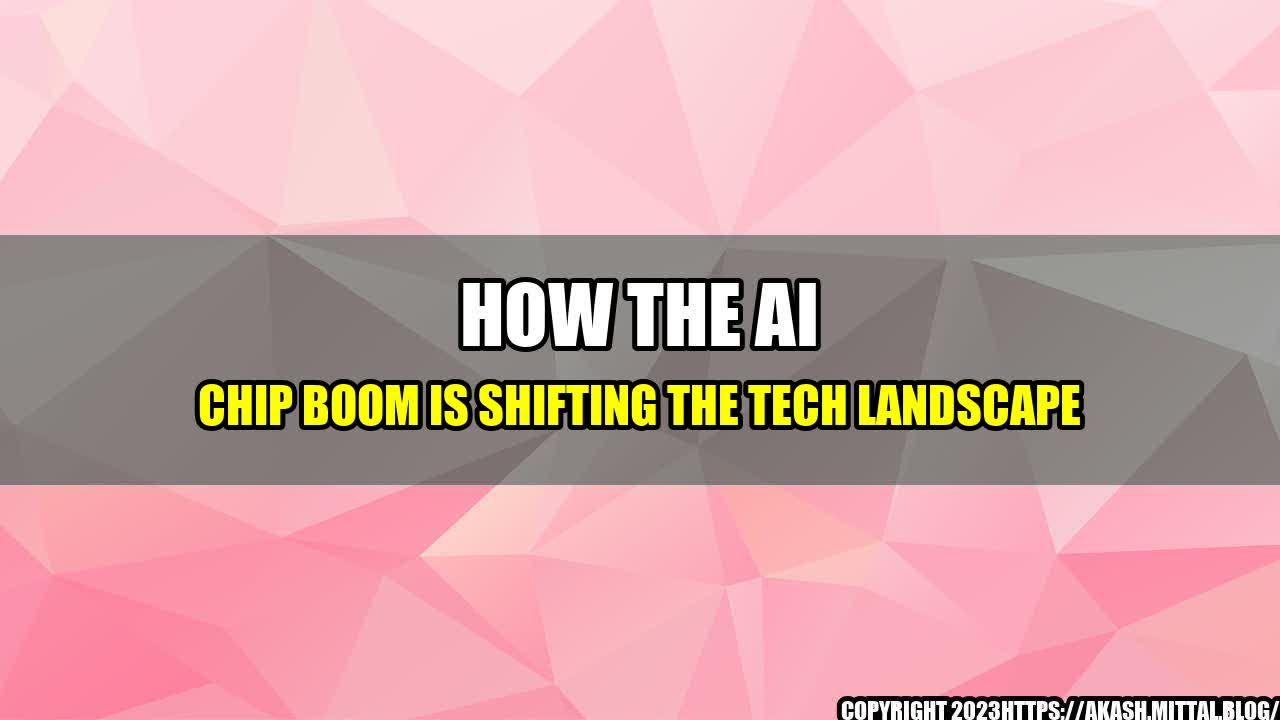 HOW THE AI
CHIP BOOM IS SHIFTING THE TECH LANDSCAPE
COPYRIGHT 2023HTTPS://AKASH.MITTAL.BLOG/